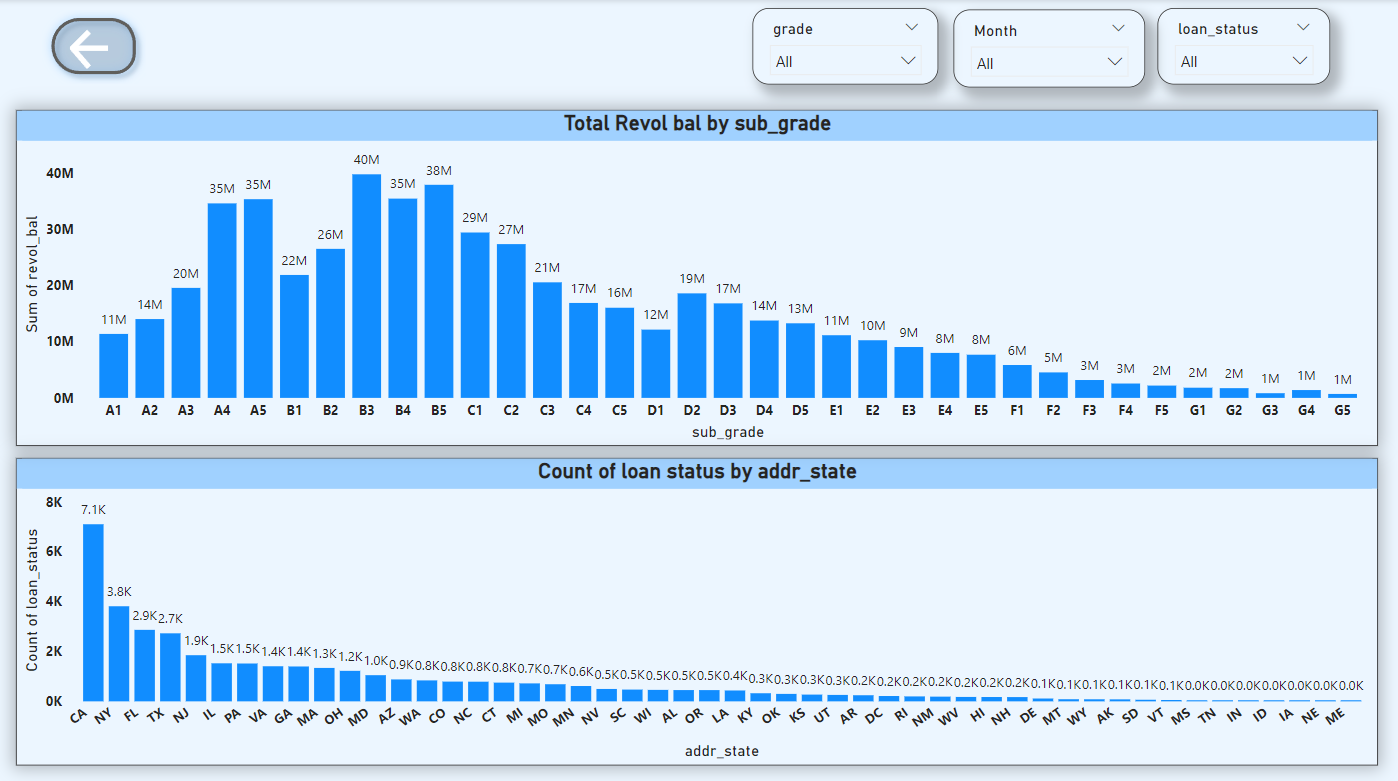 grade
All
Month
All
loan_status
All
Total Revol bal by sub_grade
Sum of revol_bal
40M
30M
20M
10M
0M
11M 14M 20M 35M 35M 22M 26M 40M 35M 38M 29M 27M 21M 17M 16M 12M 19M 17M 14M 13M 11M 10M 9M 8M 8M 6M 5M 3M 3M 2M 2M 2M 1M 1M 1M
A1 A2 A3 A4 A5 B1 B2 B3 B4 B5 C1 C2 C3 C4 C5 D1 D2 D3 D4 D5 E1 E2 E3 E4 E5 F1 F2 F3 F4 F5 G1 G2 G3 G4 G5
sub_grade
Count of loan status by addr_state
Count of loan_status
8K
6K
4K
2K
0K
7.1K 3.8K 2.9K 2.7K 1.9K 1.5K 1.5K 1.4K 1.4K 1.3K 1.2K 1.0K 0.9K 0.8K 0.8K 0.8K 0.8K 0.7K 0.7K 0.6K 0.5K 0.5K 0.5K 0.5K 0.5K 0.4K 0.3K 0.3K 0.3K 0.3K 0.2K 0.2K 0.2K 0.2K 0.2K 0.2K 0.2K 0.1K 0.1K 0.1K 0.1K 0.1K 0.1K 0.0K 0.0K 0.0K 0.0K 0.0K 0.0K 0.0K
CA NY FL TX NJ IL PA VA GA MA OH MD AZ WA CO NC CT MI MO MN NV SC WI AL OR LA KY OK KS UT AR DC RI NM WV HI NH DE MT WY AK SD VT MS TN IN ID IA NE ME
addr_state